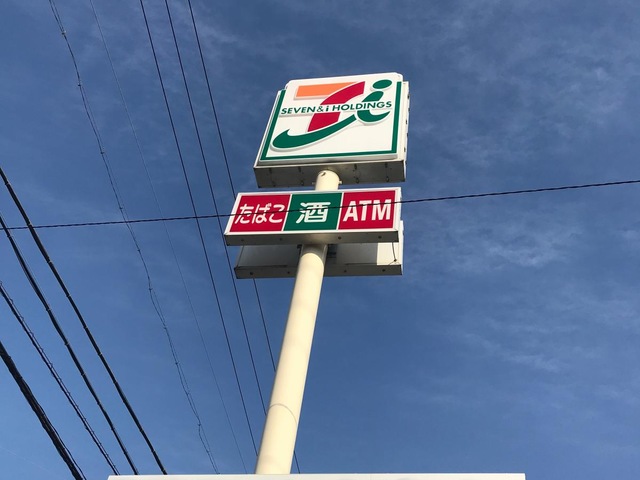 SEVEN & i HOLDINGS
たばこ 酒 ATM